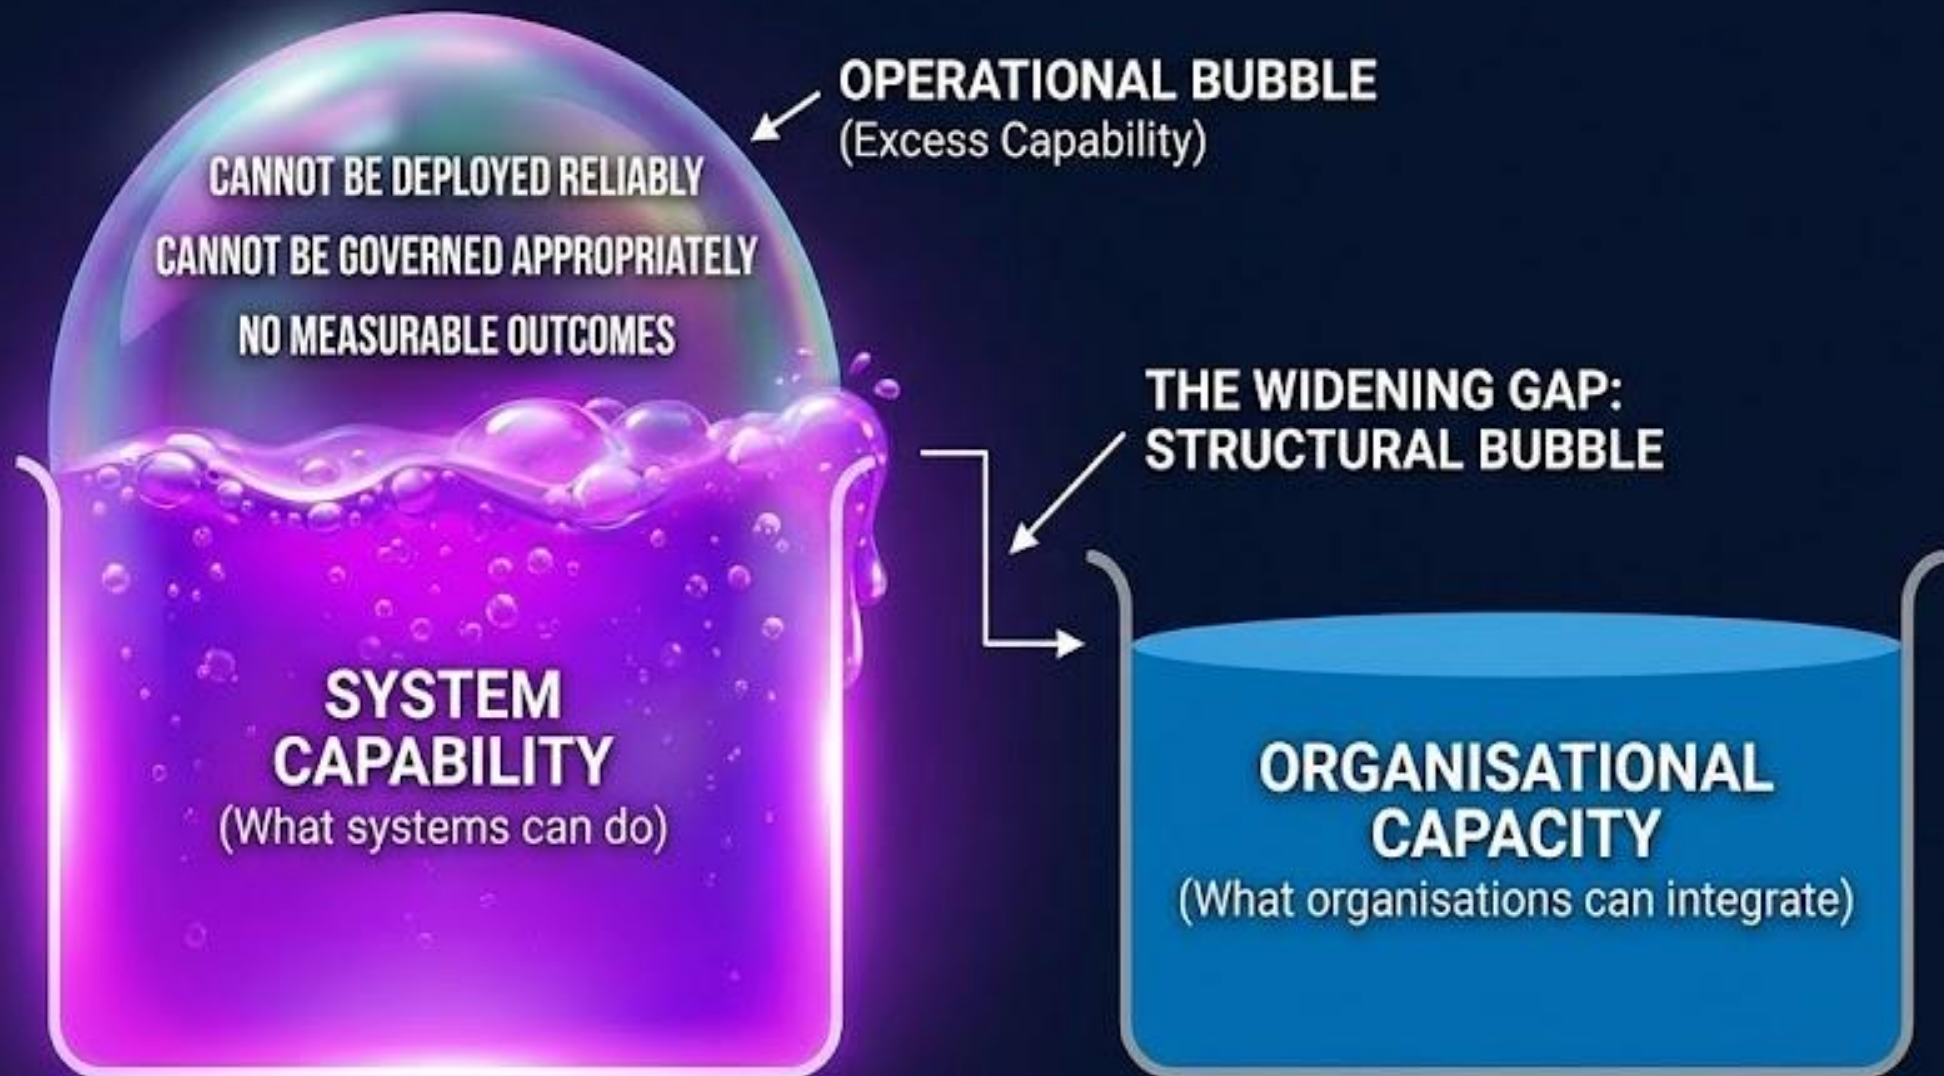 OPERATIONAL BUBBLE
(Excess Capability)
CANNOT BE DEPLOYED RELIABLY
CANNOT BE GOVERNED APPROPRIATELY
NO MEASURABLE OUTCOMES
THE WIDENING GAP:
STRUCTURAL BUBBLE
SYSTEM
CAPABILITY
(What systems can do)
ORGANISATIONAL
CAPACITY
(What organisations can integrate)